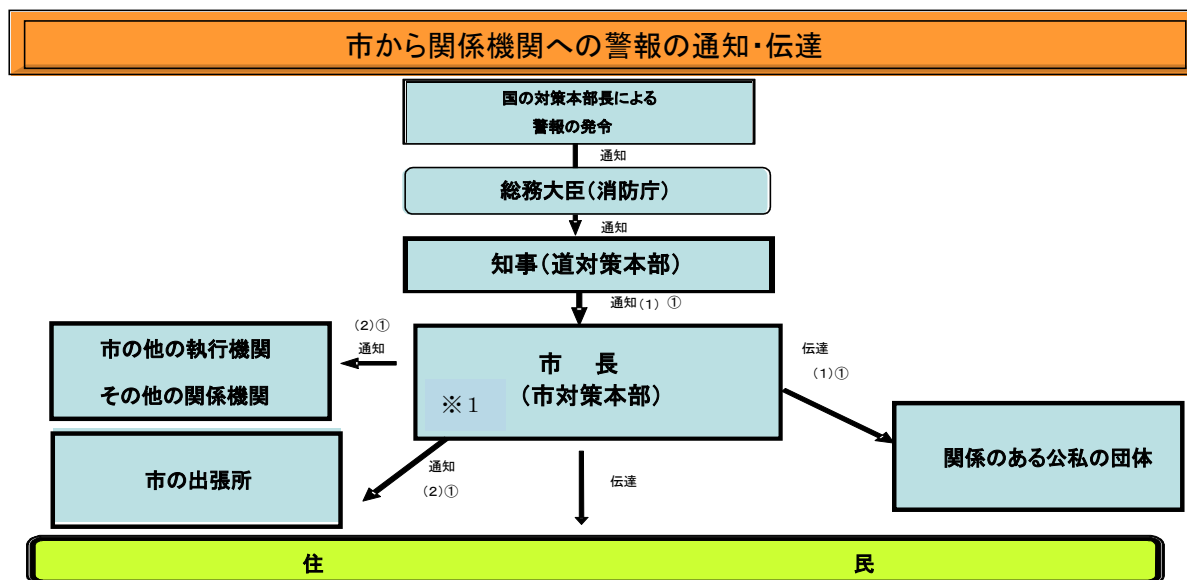 市から関係機関への警報の通知・伝達
国の対策本部長による
警報の発令
通知
総務大臣(消防庁)
通知
知事(道対策本部)
通知(1) ①
(2)①
通知
市の他の執行機関
その他の関係機関
市 長
(市対策本部)
※1
伝達
(1)①
関係のある公私の団体
市の出張所
通知
(2)①
伝達
住 民